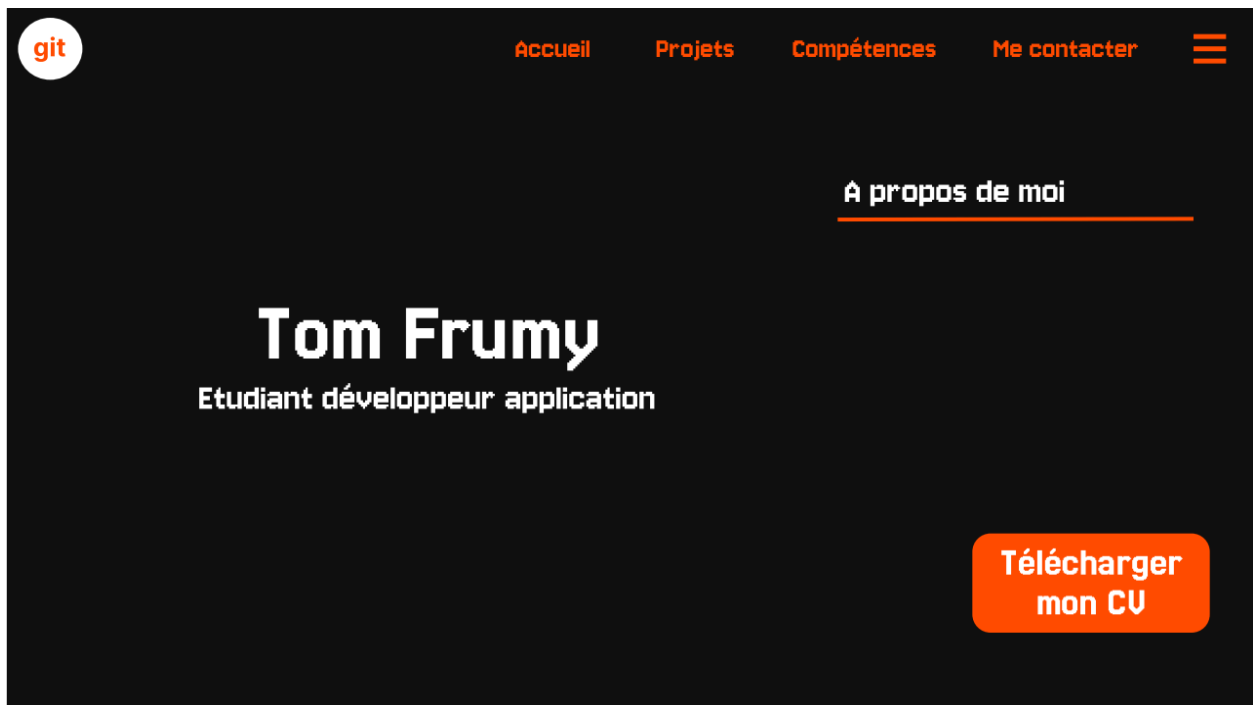 git
Accueil Projets Compétences Me contacter
A propos de moi
Tom Frumy
Etudiant développeur application
Télécharger
mon CV